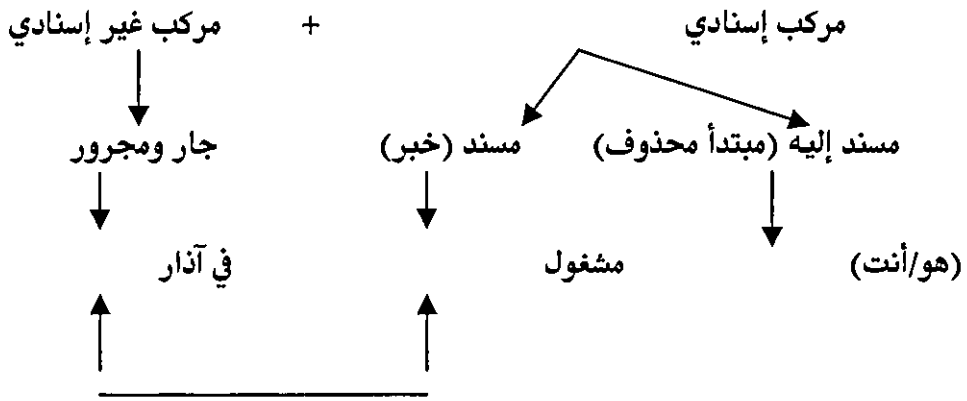 مركب إسنادي + مركب غير إسنادي
مسند إليه (مبتدأ محذوف) مسند (خبر) جار ومجرور
(هو/أنت) مشغول في آذار